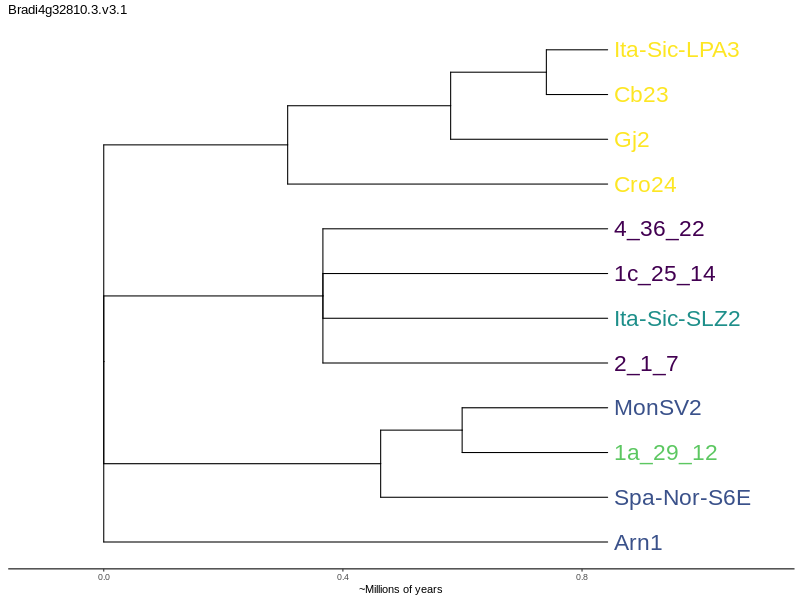 Bradi4g32810.3.v3.1
Ita-Sic-LPA3
Cb23
Gj2
Cro24
4_36_22
1c_25_14
Ita-Sic-SLZ2
2_1_7
MonSV2
1a_29_12
Spa-Nor-S6E
Arn1
0.0 0.4 0.8
~Millions of years